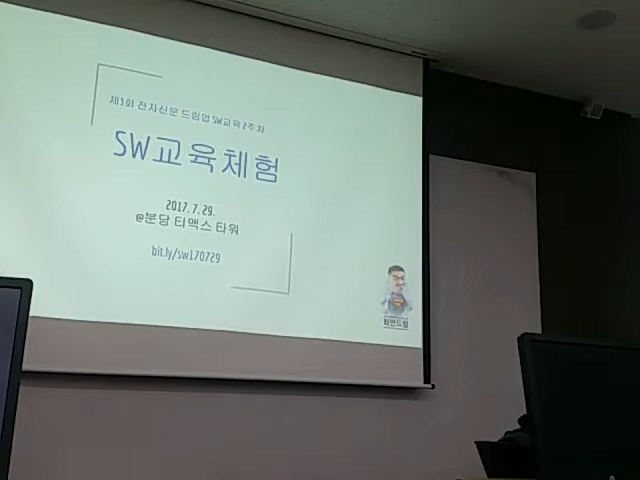 제3회 전자신문 드림업 SW교육 2주차
SW교육체험
2017. 7. 29.
@분당 티맥스 타워
bit.ly/sw170729